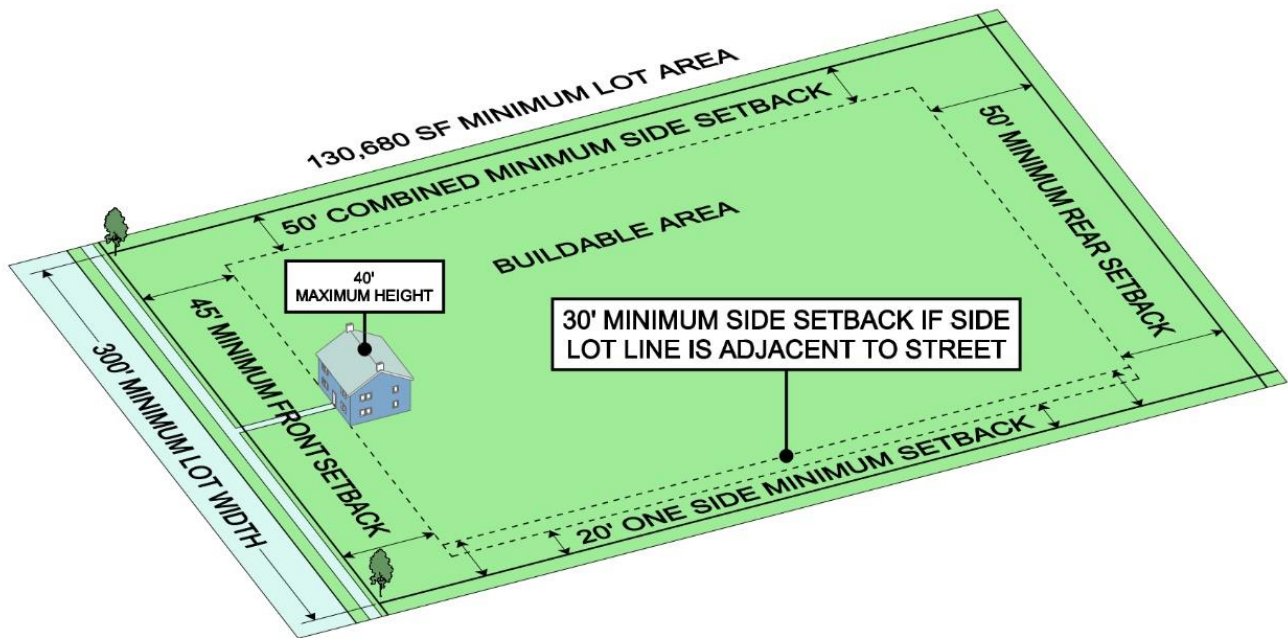 130,680 SF MINIMUM LOT AREA
50' COMBINED MINIMUM SIDE SETBACK
50' MINIMUM REAR SETBACK
BUILDABLE AREA
40'
MAXIMUM HEIGHT
45' MINIMUM FRONT SETBACK
300' MINIMUM LOT WIDTH
30' MINIMUM SIDE SETBACK IF SIDE
LOT LINE IS ADJACENT TO STREET
20' ONE SIDE MINIMUM SETBACK